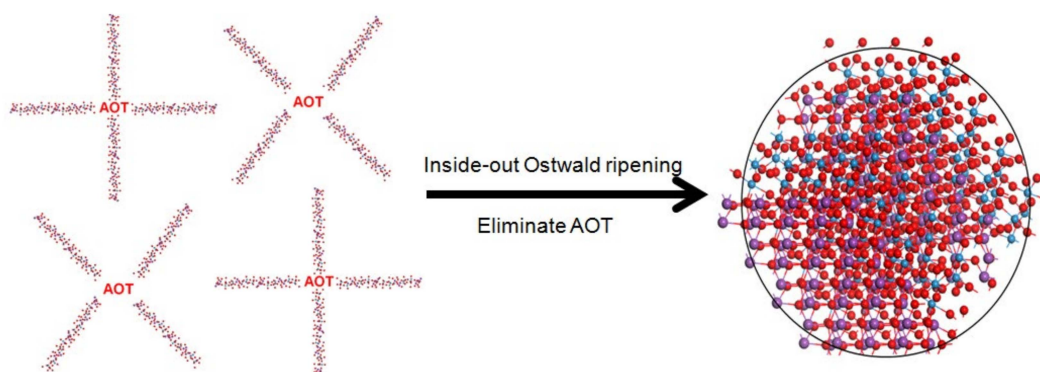 AOT
AOT
Inside-out Ostwald ripening
Eliminate AOT
AOT
AOT